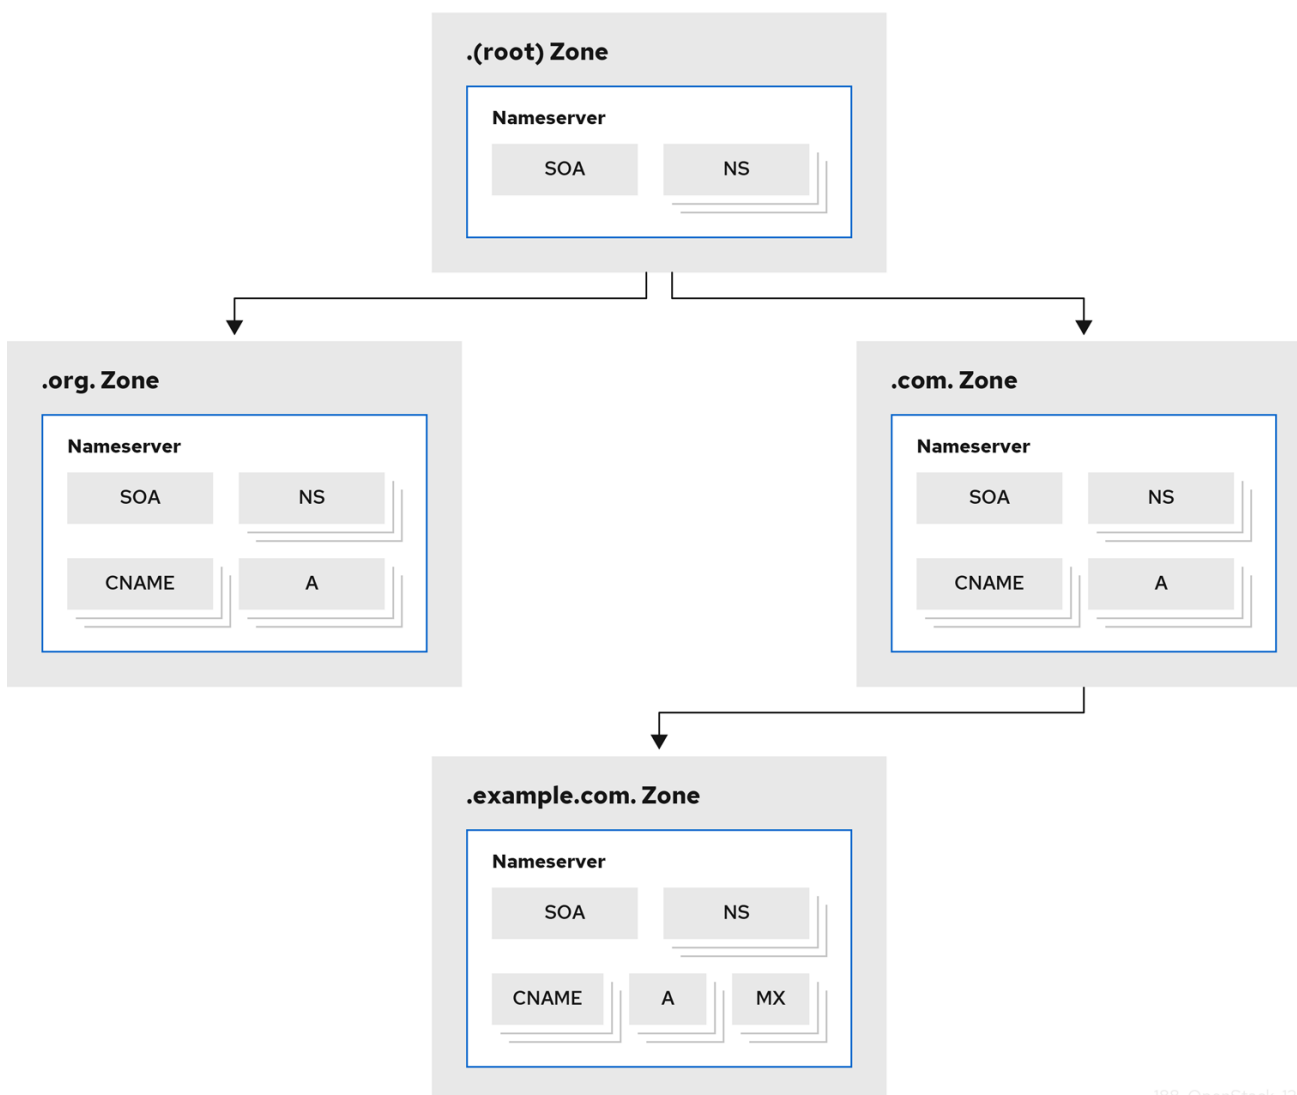 .(root) Zone
Nameserver
SOA NS
.org. Zone
Nameserver
SOA NS
CNAME A
.com. Zone
Nameserver
SOA NS
CNAME A
.example.com. Zone
Nameserver
SOA NS
CNAME A MX